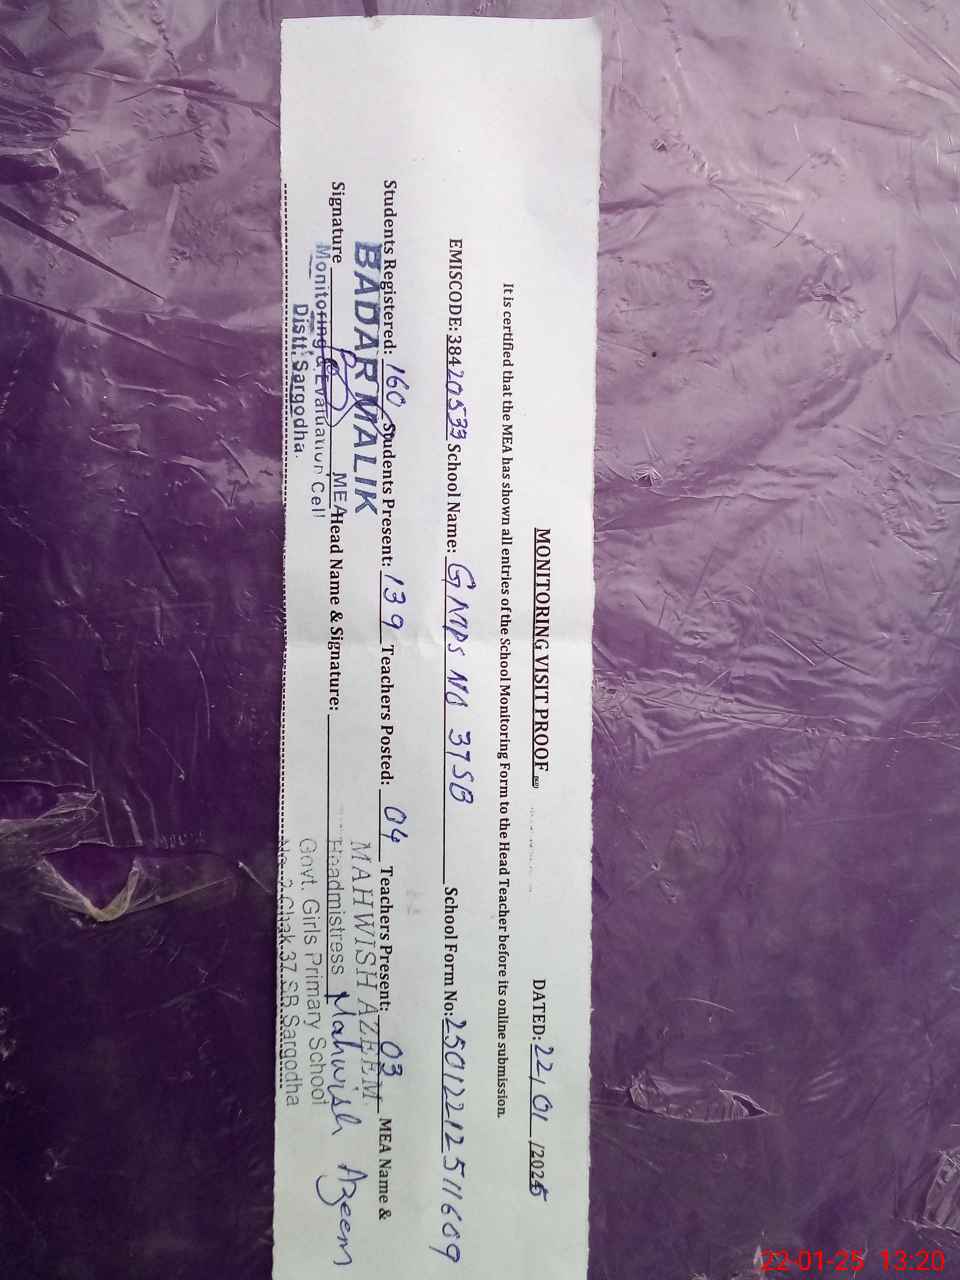 MONITORING VISIT PROOF
DATED: 22, 01 /2025
It is certified that the MEA has shown all entries of the School Monitoring Form to the Head Teacher before its online submission.
EMISCODE: 38420533 School Name: GMPS NO 37SB School Form No: 2501221251 1609
Students Registered: 160 Students Present: 139 Teachers Posted: 04 Teachers Present: 03 MEA Name &
BADAR MALIK
MAHWISH AZEEM
Signature MEA Head Name & Signature: Headmistress Mahwish Azeem
Monitoring & Evaluation Cell
Govt. Girls Primary School
Distt. Sargodha.
No. 2 Chak 37 SB Sargodha
22-01-25 13:20